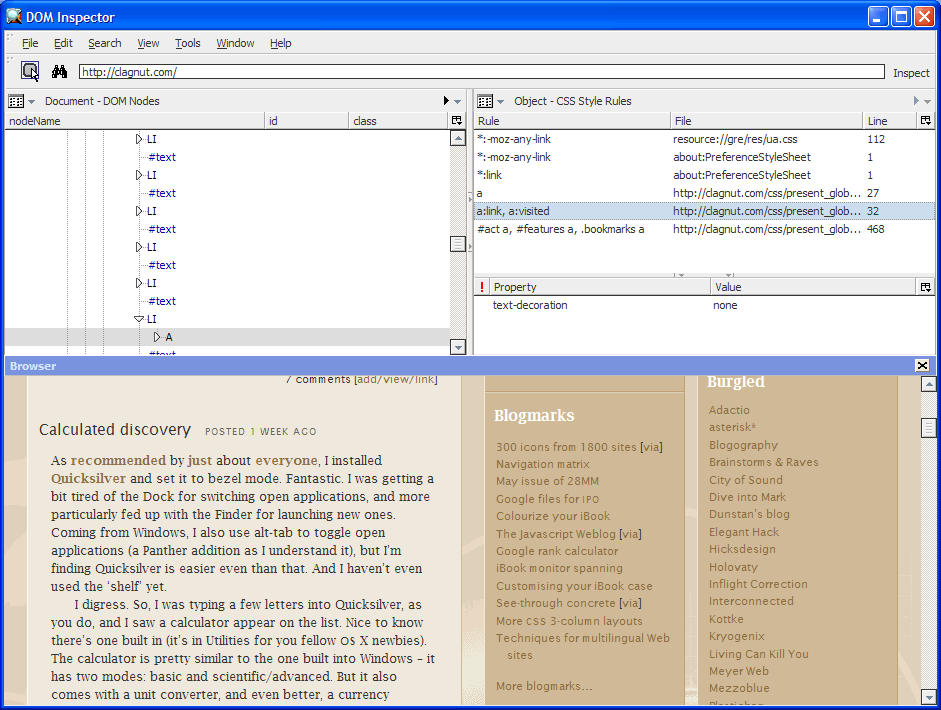 DOM Inspector
File Edit Search View Tools Window Help
http://clagnut.com/ Inspect
Document - DOM Nodes
nodeName id class
LI
#text
LI
#text
LI
#text
LI
#text
LI
#text
LI
A
#text
Object - CSS Style Rules
Rule File Line
*:-moz-any-link resource://gre/res/ua.css 112
*:-moz-any-link about:PreferenceStyleSheet 1
*:link about:PreferenceStyleSheet 1
a http://clagnut.com/css/present_glob... 27
a:link, a:visited http://clagnut.com/css/present_glob... 32
#act a, #features a, .bookmarks a http://clagnut.com/css/present_glob... 468
! Property Value
text-decoration none
Browser
7 comments [add/view/link]
Calculated discovery POSTED 1 WEEK AGO
As recommended by just about everyone, I installed
Quicksilver and set it to bezel mode. Fantastic. I was getting a
bit tired of the Dock for switching open applications, and more
particularly fed up with the Finder for launching new ones.
Coming from Windows, I also use alt-tab to toggle open
applications (a Panther addition as I understand it), but I'm
finding Quicksilver is easier even than that. And I haven't even
used the ‘shelf’ yet.
I digress. So, I was typing a few letters into Quicksilver, as
you do, and I saw a calculator appear on the list. Nice to know
there's one built in (it's in Utilities for you fellow OS X newbies).
The calculator is pretty similar to the one built into Windows – it
has two modes: basic and scientific/advanced. But it also
comes with a unit converter, and even better, a currency
Blogmarks
300 icons from 1800 sites [via]
Navigation matrix
May issue of 28MM
Google files for IPO
Colourize your iBook
The Javascript Weblog [via]
Google rank calculator
iBook monitor spanning
Customising your iBook case
See-through concrete [via]
More CSS 3-column layouts
Techniques for multilingual Web
sites
More blogmarks...
Burgled
Adactio
asterisk*
Blogography
Brainstorms & Raves
City of Sound
Dive into Mark
Dunstan's blog
Elegant Hack
Hicksdesign
Holovaty
Inflight Correction
Interconnected
Kottke
Kryogenix
Living Can Kill You
Meyer Web
Mezzoblue